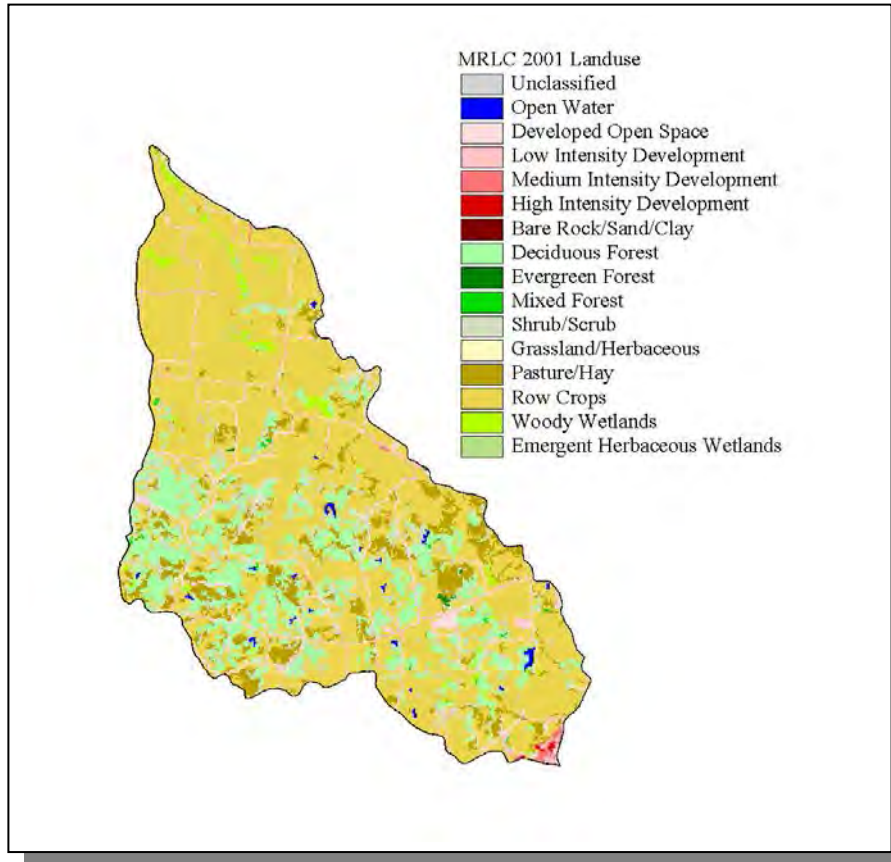 MRLC 2001 Landuse
Unclassified
Open Water
Developed Open Space
Low Intensity Development
Medium Intensity Development
High Intensity Development
Bare Rock/Sand/Clay
Deciduous Forest
Evergreen Forest
Mixed Forest
Shrub/Scrub
Grassland/Herbaceous
Pasture/Hay
Row Crops
Woody Wetlands
Emergent Herbaceous Wetlands